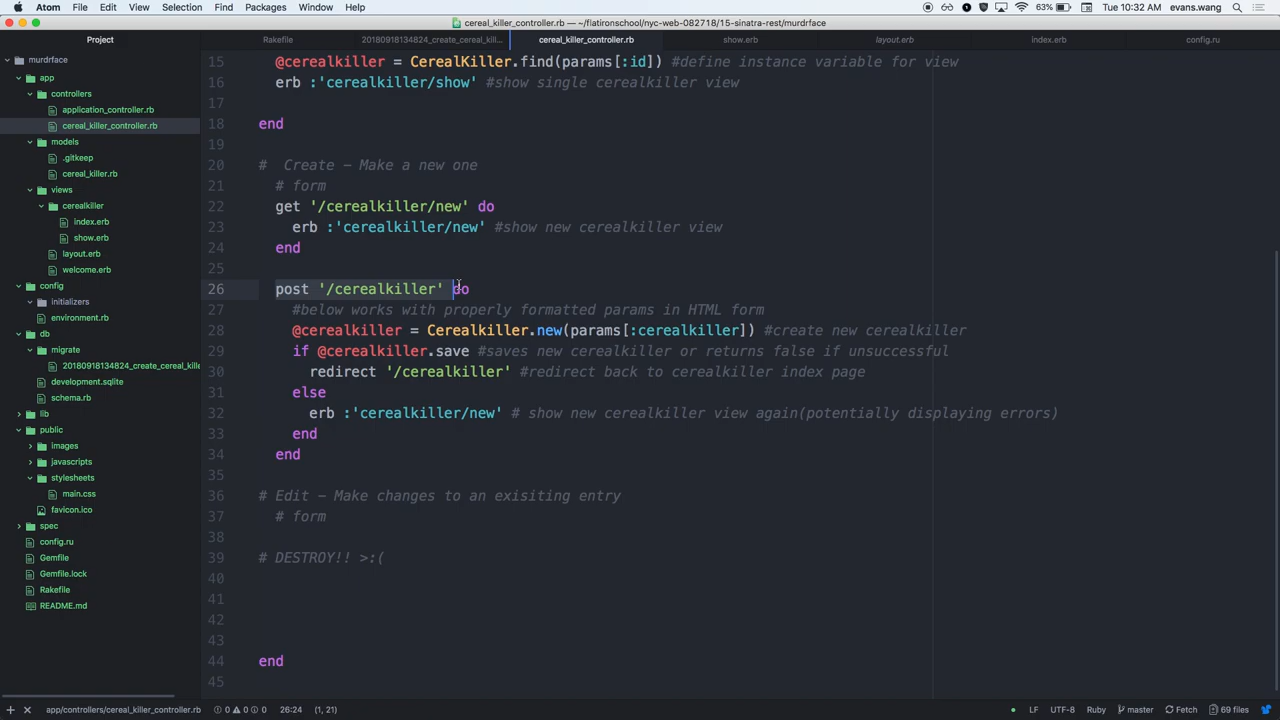 Atom File Edit View Selection Find Packages Window Help 63% Tue 10:32 AM evans.wang
cereal_killer_controller.rb — ~/flatironschool/nyc-web-082718/15-sinatra-rest/murdrface
Project Rakefile 20180918134824_create_cereal_kill... cereal_killer_controller.rb show.erb layout.erb index.erb config.ru
murdrface
app
controllers
application_controller.rb
cereal_killer_controller.rb
models
.gitkeep
cereal_killer.rb
views
cerealkiller
index.erb
show.erb
layout.erb
welcome.erb
config
initializers
environment.rb
db
migrate
20180918134824_create_cereal_kille
development.sqlite
schema.rb
lib
public
images
javascripts
stylesheets
main.css
favicon.ico
spec
config.ru
Gemfile
Gemfile.lock
Rakefile
README.md
15 @cerealkiller = CerealKiller.find(params[:id]) #define instance variable for view
16 erb :'cerealkiller/show' #show single cerealkiller view
17
18 end
19
20 # Create - Make a new one
21 # form
22 get '/cerealkiller/new' do
23 erb :'cerealkiller/new' #show new cerealkiller view
24 end
25
26 post '/cerealkiller' do
27 #below works with properly formatted params in HTML form
28 @cerealkiller = Cerealkiller.new(params[:cerealkiller]) #create new cerealkiller
29 if @cerealkiller.save #saves new cerealkiller or returns false if unsuccessful
30 redirect '/cerealkiller' #redirect back to cerealkiller index page
31 else
32 erb :'cerealkiller/new' # show new cerealkiller view again(potentially displaying errors)
33 end
34 end
35
36 # Edit - Make changes to an exisiting entry
37 # form
38
39 # DESTROY!! >:(
40
41
42
43
44 end
45
app/controllers/cereal_killer_controller.rb 0 0 0 26:24 (1, 21) LF UTF-8 Ruby master Fetch 69 files